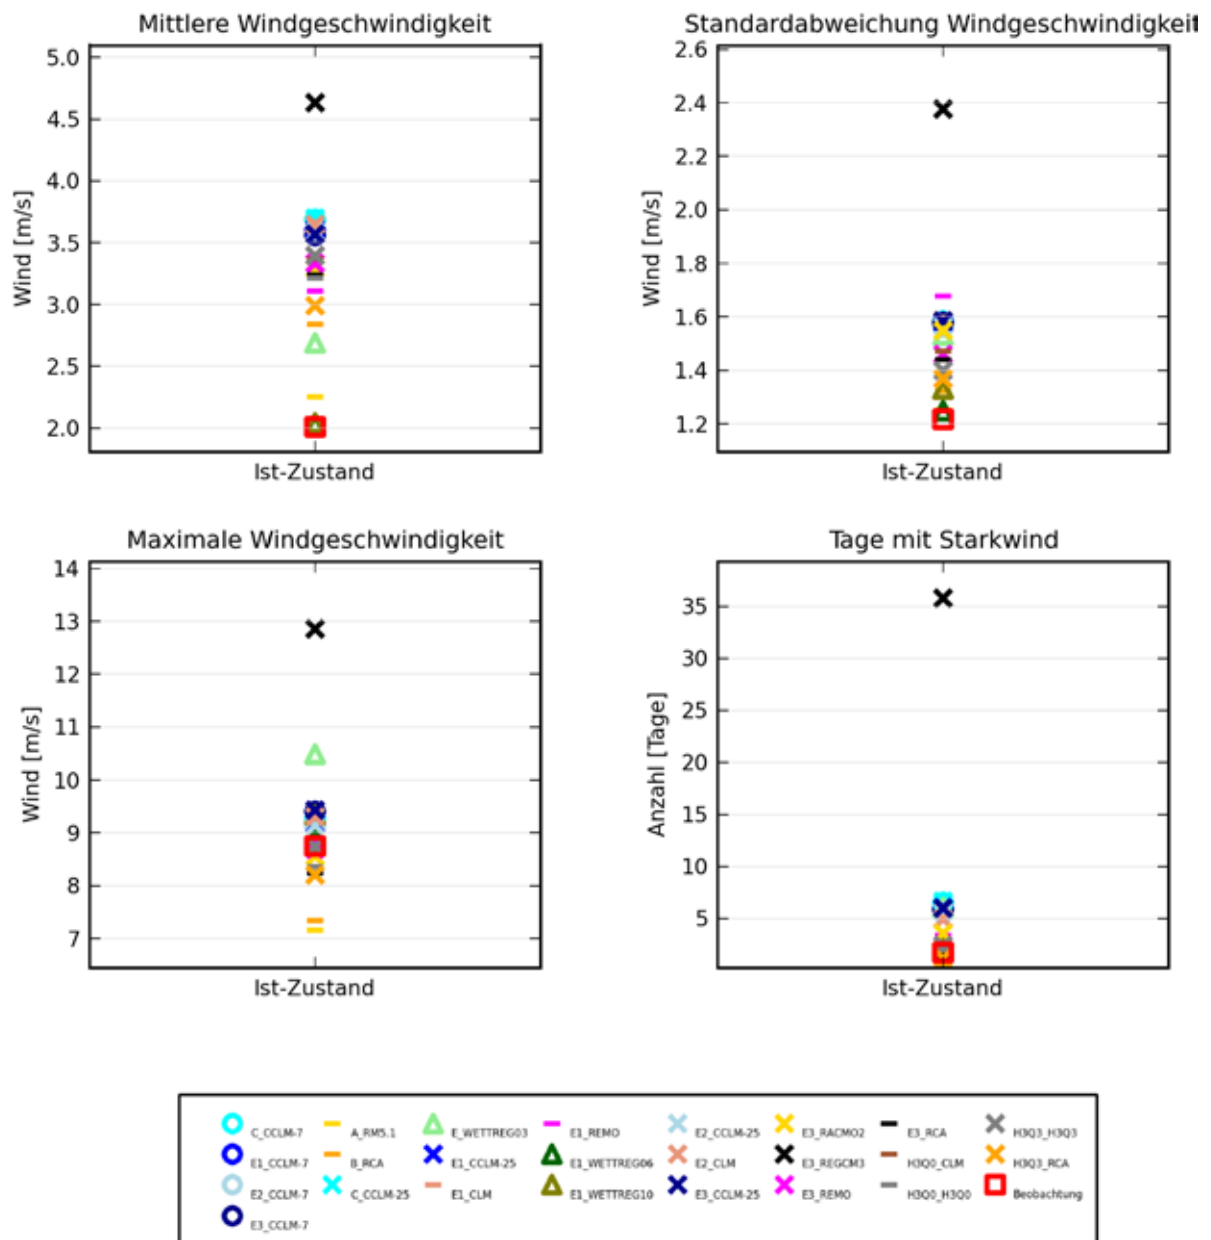 Mittlere Windgeschwindigkeit
Standardabweichung Windgeschwindigkeit
5.0
4.5
4.0
3.5
3.0
2.5
2.0
Wind [m/s]
Ist-Zustand
2.6
2.4
2.2
2.0
1.8
1.6
1.4
1.2
Wind [m/s]
Ist-Zustand
Maximale Windgeschwindigkeit
Tage mit Starkwind
14
13
12
11
10
9
8
7
Wind [m/s]
Ist-Zustand
35
30
25
20
15
10
5
Anzahl [Tage]
Ist-Zustand
C_CCLM-7 A_RM5.1 E_WETTREG03 E1_REMO E2_CCLM-25 E3_RACMO2 E3_RCA H3Q3_H3Q3
E1_CCLM-7 B_RCA E1_CCLM-25 E1_WETTREG06 E2_CLM E3_REGCM3 H3Q0_CLM H3Q3_RCA
E2_CCLM-7 C_CCLM-25 E1_CLM E1_WETTREG10 E3_CCLM-25 E3_REMO H3Q0_H3Q0 Beobachtung
E3_CCLM-7